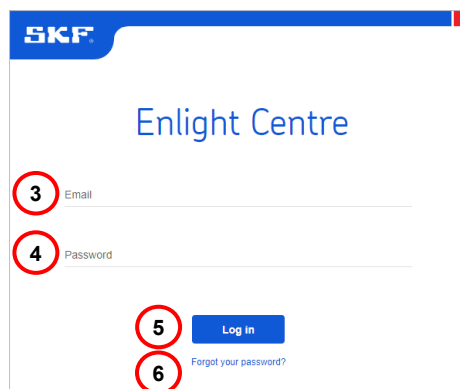 SKF®
Enlight Centre
3 Email
4 Password
5 Log in
Forgot your password?
6